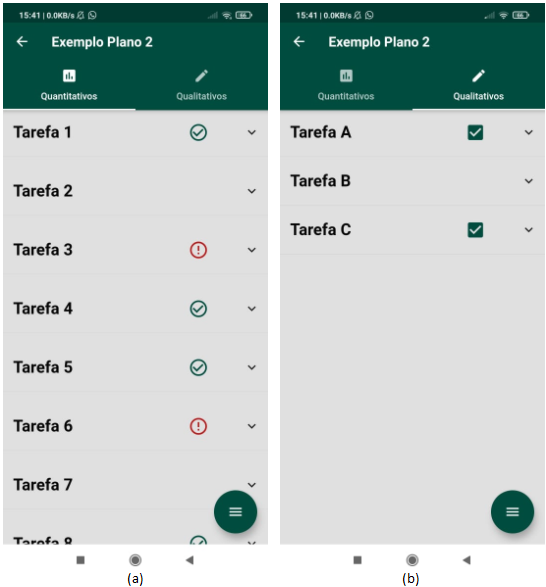 15:41 | 0.0KB/s
Exemplo Plano 2
Quantitativos
Qualitativos
Tarefa 1
Tarefa 2
Tarefa 3
Tarefa 4
Tarefa 5
Tarefa 6
Tarefa 7
Tarefa 8
(a)
15:41 | 0.0KB/s
Exemplo Plano 2
Quantitativos
Qualitativos
Tarefa A
Tarefa B
Tarefa C
(b)